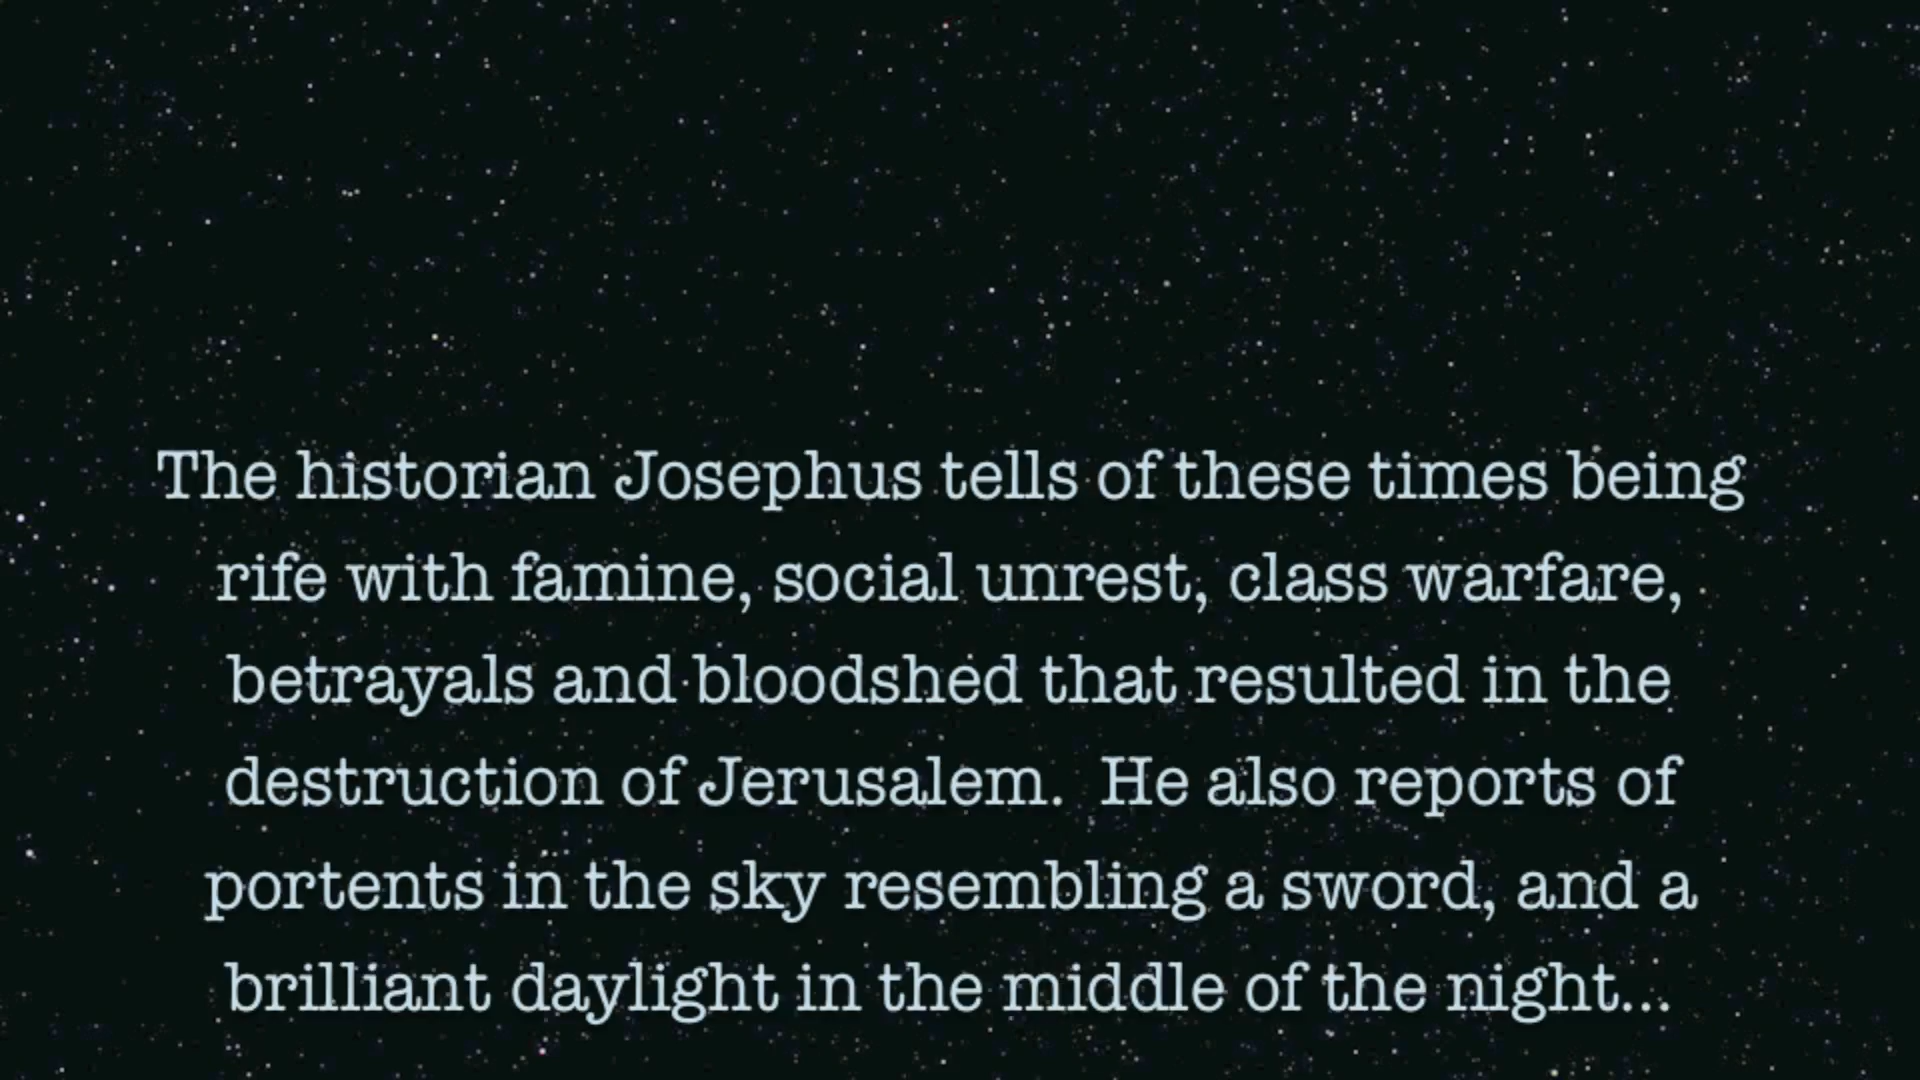 The historian Josephus tells of these times being
rife with famine, social unrest, class warfare,
betrayals and bloodshed that resulted in the
destruction of Jerusalem.  He also reports of
portents in the sky resembling a sword, and a
brilliant daylight in the middle of the night...